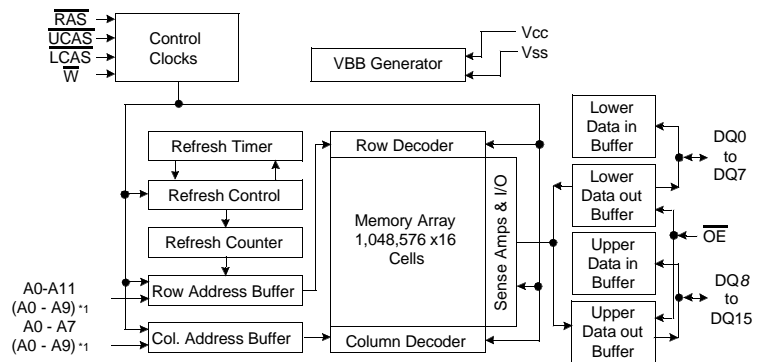 RAS
UCAS
LCAS
W
Control
Clocks
VBB Generator
Vcc
Vss
Refresh Timer
Refresh Control
Refresh Counter
Row Address Buffer
Col. Address Buffer
A0-A11
(A0 - A9)*1
A0 - A7
(A0 - A9)*1
Row Decoder
Memory Array
1,048,576 x16
Cells
Column Decoder
Sense Amps & I/O
Lower
Data in
Buffer
Lower
Data out
Buffer
Upper
Data in
Buffer
Upper
Data out
Buffer
DQ0
to
DQ7
OE
DQ8
to
DQ15